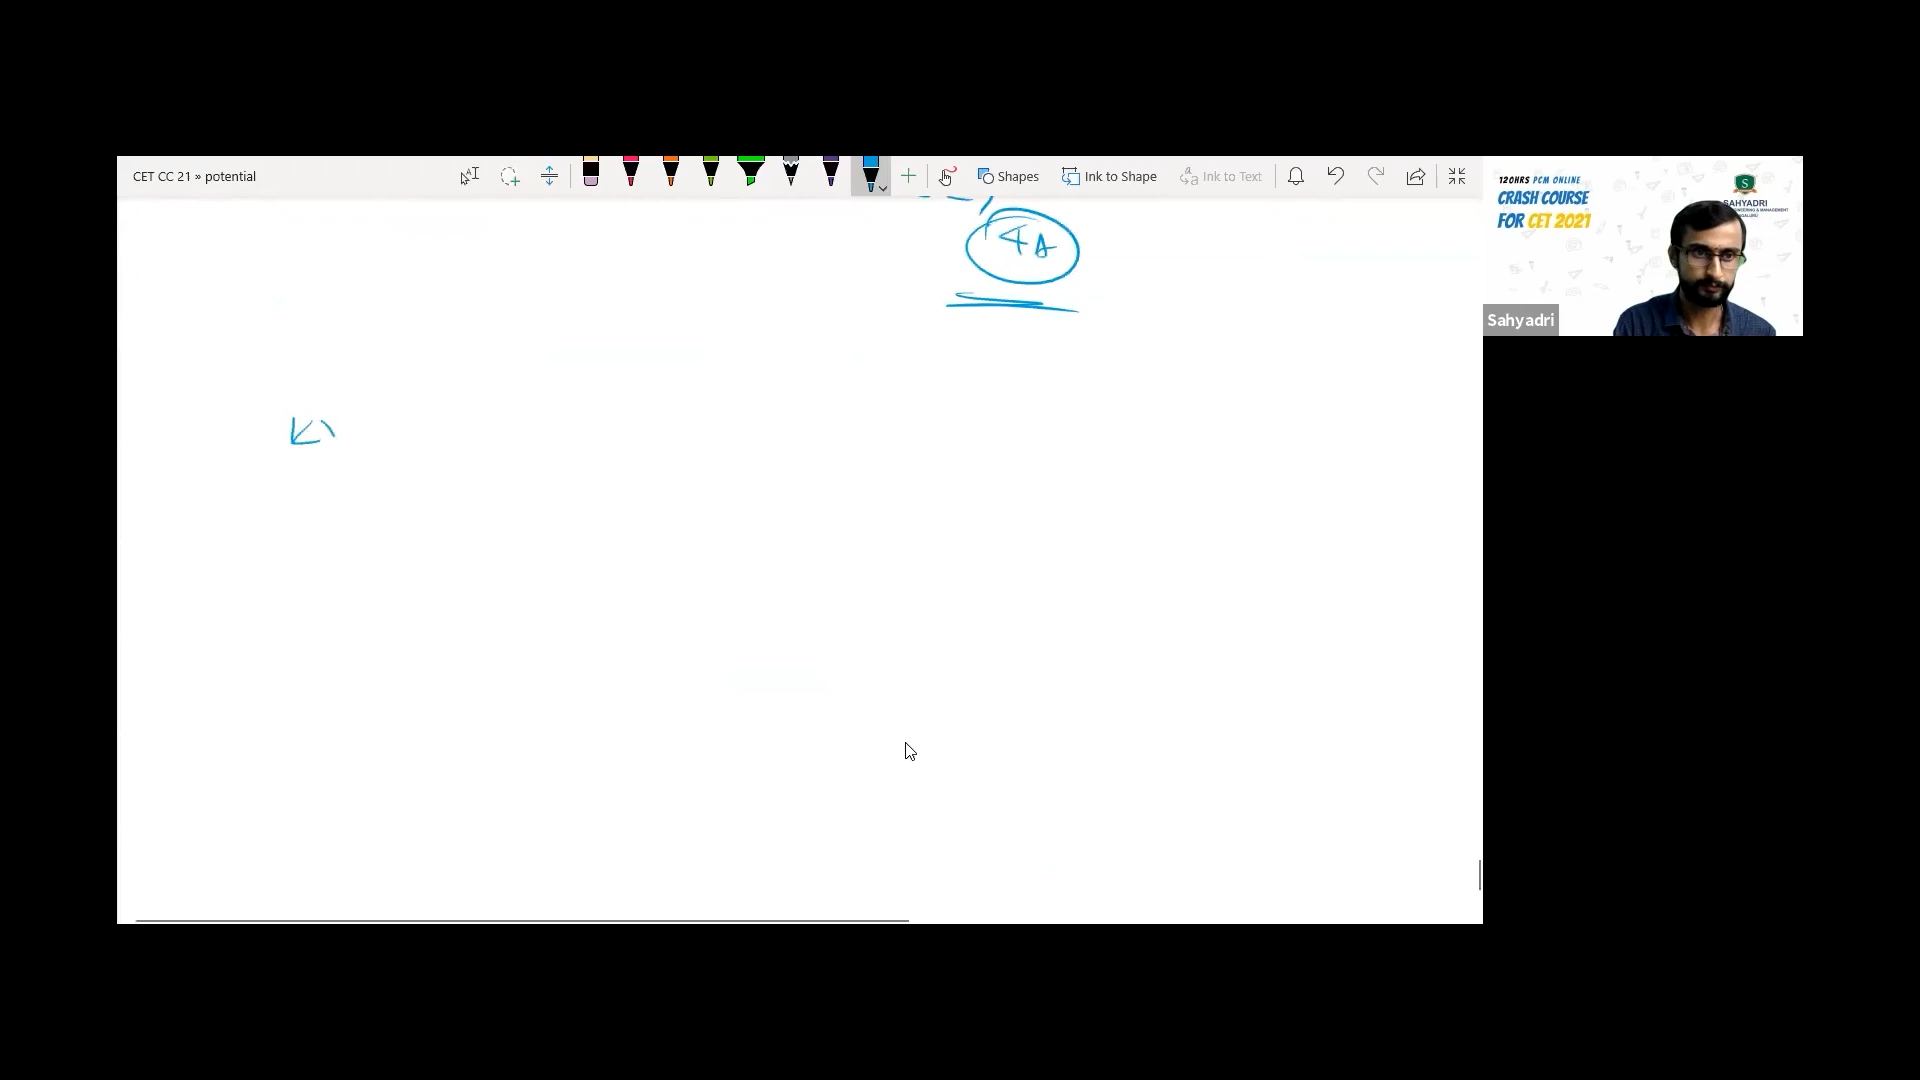 CET CC 21 » potential
Shapes
Ink to Shape
Ink to Text
120HRS PCM ONLINE
CRASH COURSE
FOR CET 2021
S
SAHYADRI
Sahyadri
4A